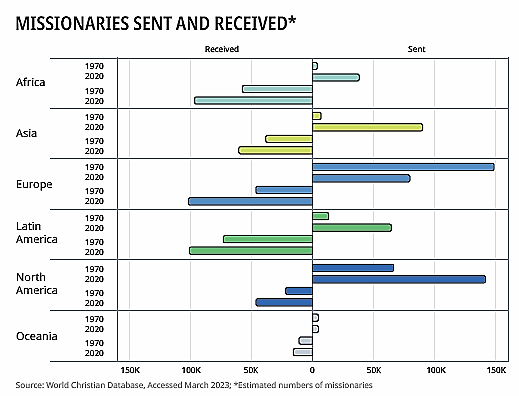 MISSIONARIES SENT AND RECEIVED*
Received Sent
Africa
1970
2020
1970
2020
Asia
1970
2020
1970
2020
Europe
1970
2020
1970
2020
Latin
America
1970
2020
1970
2020
North
America
1970
2020
1970
2020
Oceania
1970
2020
1970
2020
150K 100K 50K 0 50K 100K 150K
Source: World Christian Database, Accessed March 2023; *Estimated numbers of missionaries